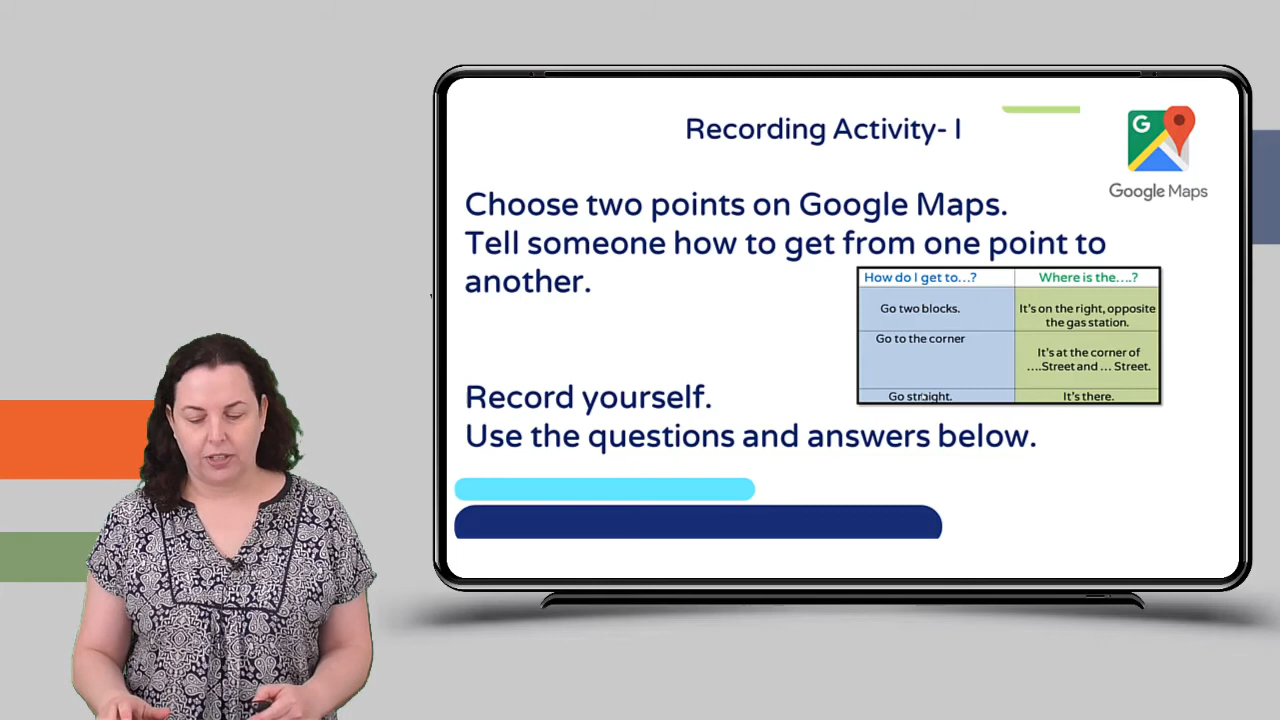 Recording Activity- I
G
Google Maps
Choose two points on Google Maps.
Tell someone how to get from one point to
another.
How do I get to...?
Where is the....?
Go two blocks.
It's on the right, opposite
the gas station.
Go to the corner
It's at the corner of
....Street and ... Street.
Go straight.
It's there.
Record yourself.
Use the questions and answers below.